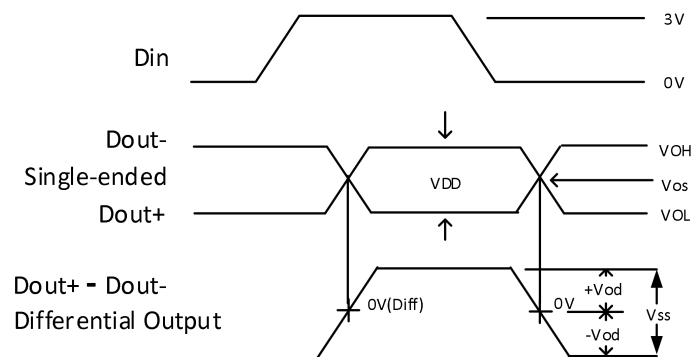 3V
Din
0V
Dout-
VOH
Single-ended
VDD
Vos
Dout+
VOL
Dout+ - Dout-
+Vod
0V(Diff)
0V
Vss
Differential Output
-Vod